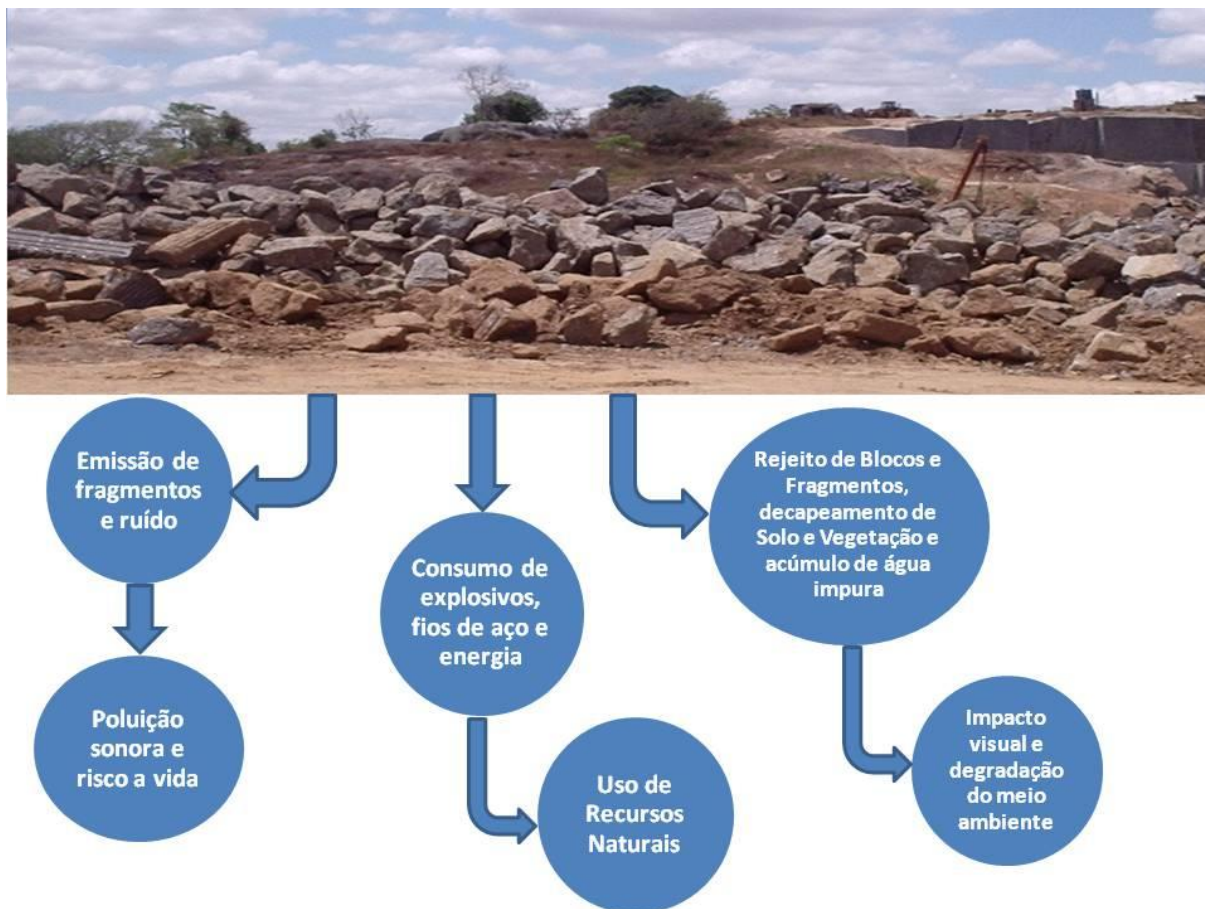 Emissão de
fragmentos
e ruído
Poluição
sonora e
risco a vida
Consumo de
explosivos,
fios de aço e
energia
Uso de
Recursos
Naturais
Rejeito de Blocos e
Fragmentos,
decapeamento de
Solo e Vegetação e
acúmulo de água
impura
Impacto
visual e
degradação
do meio
ambiente